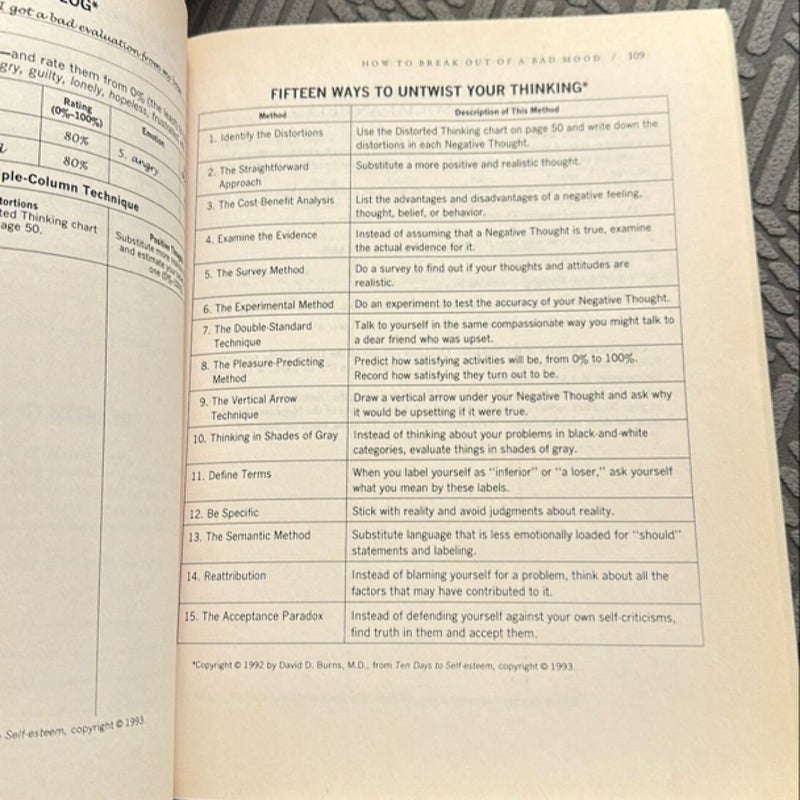 I got a bad evaluation from my
—and rate them from 0% (the least)
gry, guilty, lonely, hopeless, frustrated
Rating
(0%–100%)
Emotion
80%
5. angry
80%
ple-Column Technique
tortions
ted Thinking chart
age 50.
Substitute more
and estimate
one (0%
Self-esteem, copyright © 1993.
HOW TO BREAK OUT OF A BAD MOOD / 109
FIFTEEN WAYS TO UNTWIST YOUR THINKING*
Method
Description of This Method
1. Identify the Distortions
Use the Distorted Thinking chart on page 50 and write down the
distortions in each Negative Thought.
2. The Straightforward
Approach
Substitute a more positive and realistic thought.
3. The Cost-Benefit Analysis
List the advantages and disadvantages of a negative feeling,
thought, belief, or behavior.
4. Examine the Evidence
Instead of assuming that a Negative Thought is true, examine
the actual evidence for it.
5. The Survey Method
Do a survey to find out if your thoughts and attitudes are
realistic.
6. The Experimental Method
Do an experiment to test the accuracy of your Negative Thought.
7. The Double-Standard
Technique
Talk to yourself in the same compassionate way you might talk to
a dear friend who was upset.
8. The Pleasure-Predicting
Method
Predict how satisfying activities will be, from 0% to 100%.
Record how satisfying they turn out to be.
9. The Vertical Arrow
Technique
Draw a vertical arrow under your Negative Thought and ask why
it would be upsetting if it were true.
10. Thinking in Shades of Gray
Instead of thinking about your problems in black-and-white
categories, evaluate things in shades of gray.
11. Define Terms
When you label yourself as "inferior" or "a loser," ask yourself
what you mean by these labels.
12. Be Specific
Stick with reality and avoid judgments about reality.
13. The Semantic Method
Substitute language that is less emotionally loaded for "should"
statements and labeling.
14. Reattribution
Instead of blaming yourself for a problem, think about all the
factors that may have contributed to it.
15. The Acceptance Paradox
Instead of defending yourself against your own self-criticisms,
find truth in them and accept them.
*Copyright © 1992 by David D. Burns, M.D., from Ten Days to Self-esteem, copyright © 1993.